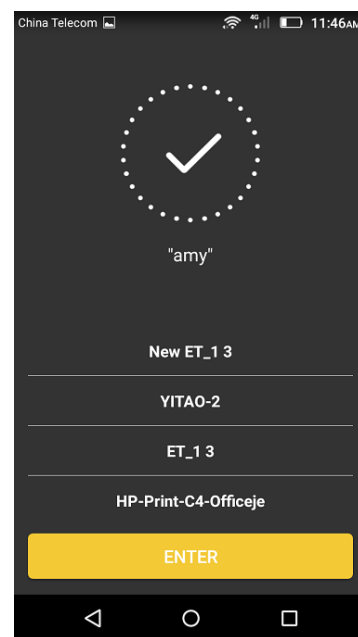 China Telecom 4G 11:46AM
"amy"
New ET_1 3
YITAO-2
ET_1 3
HP-Print-C4-Officeje
ENTER